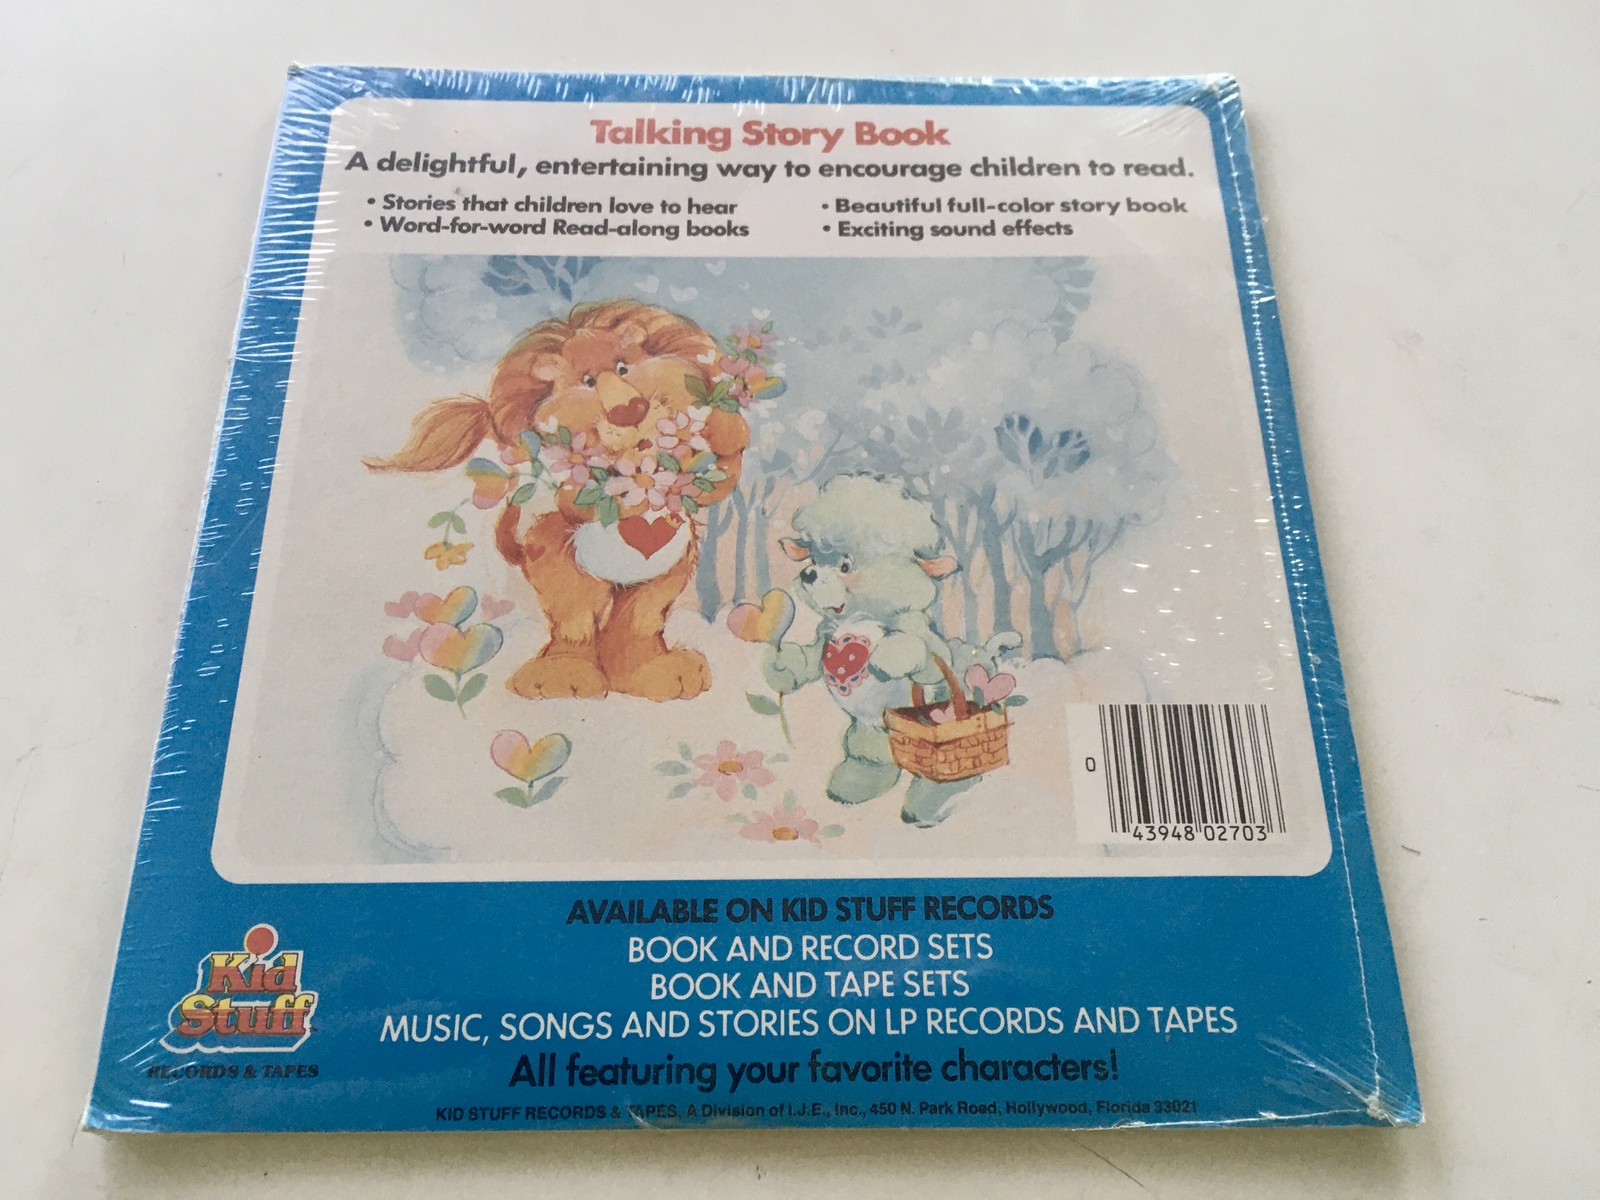 Talking Story Book
A delightful, entertaining way to encourage children to read.
• Stories that children love to hear
• Word-for-word Read-along books
• Beautiful full-color story book
• Exciting sound effects
0
43948 02703
AVAILABLE ON KID STUFF RECORDS
BOOK AND RECORD SETS
BOOK AND TAPE SETS
MUSIC, SONGS AND STORIES ON LP RECORDS AND TAPES
All featuring your favorite characters!
Kid
Stuff
RECORDS & TAPES
KID STUFF RECORDS & TAPES, A Division of I.J.E., Inc., 450 N. Park Road, Hollywood, Florida 33021